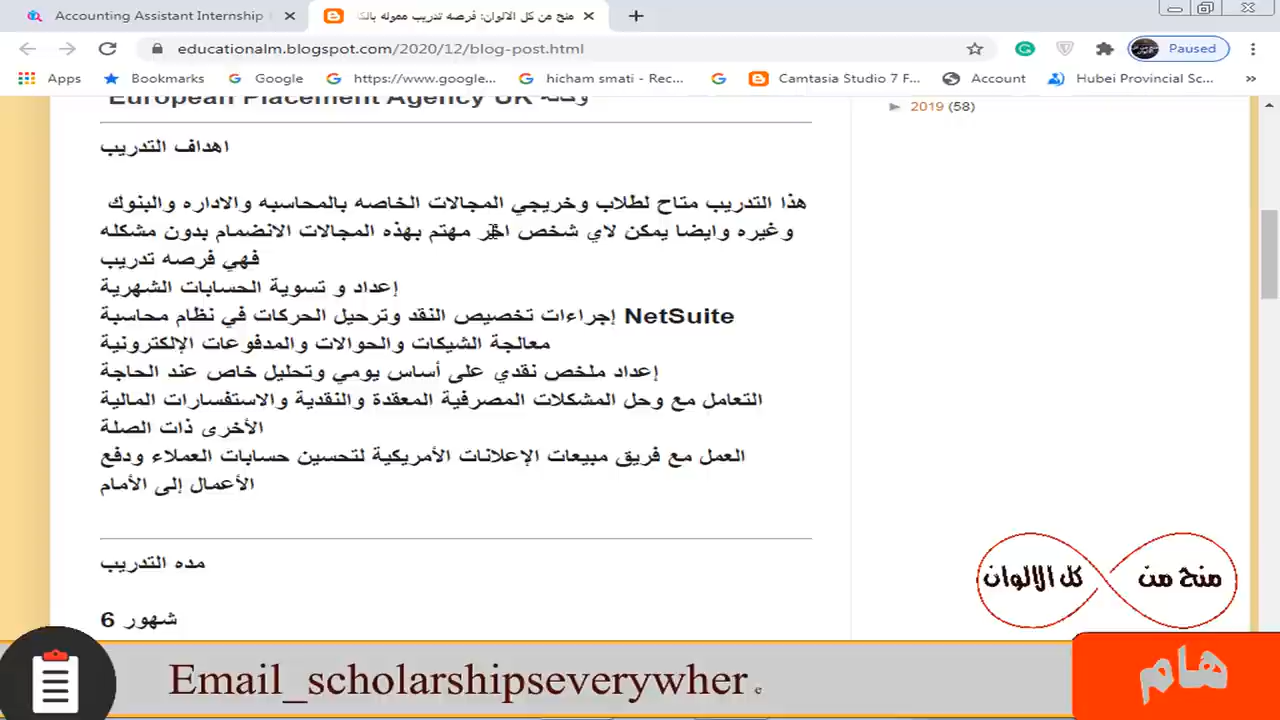 Accounting Assistant Internship
منح من كل الالوان: فرصه تدريب مموله بالك
educationalm.blogspot.com/2020/12/blog-post.html
Paused
Apps
Bookmarks
Google
https://www.google...
hicham smati - Rec...
Camtasia Studio 7 F...
Account
Hubei Provincial Sc...
»
وكالة European Placement Agency UK
2019 (58)
اهداف التدريب
هذا التدريب متاح لطلاب وخريجي المجالات الخاصه بالمحاسبه والاداره والبنوك
وغيره وايضا يمكن لاي شخص اخر مهتم بهذه المجالات الانضمام بدون مشكله
فهي فرصه تدريب
إعداد و تسوية الحسابات الشهرية
إجراءات تخصيص النقد وترحيل الحركات في نظام محاسبة NetSuite
معالجة الشيكات والحوالات والمدفوعات الإلكترونية
إعداد ملخص نقدي على أساس يومي وتحليل خاص عند الحاجة
التعامل مع وحل المشكلات المصرفية المعقدة والنقدية والاستفسارات المالية
الأخرى ذات الصلة
العمل مع فريق مبيعات الإعلانات الأمريكية لتحسين حسابات العملاء ودفع
الأعمال إلى الأمام
مده التدريب
6 شهور
منح من كل الالوان
Email_scholarshipseverywher e
هام